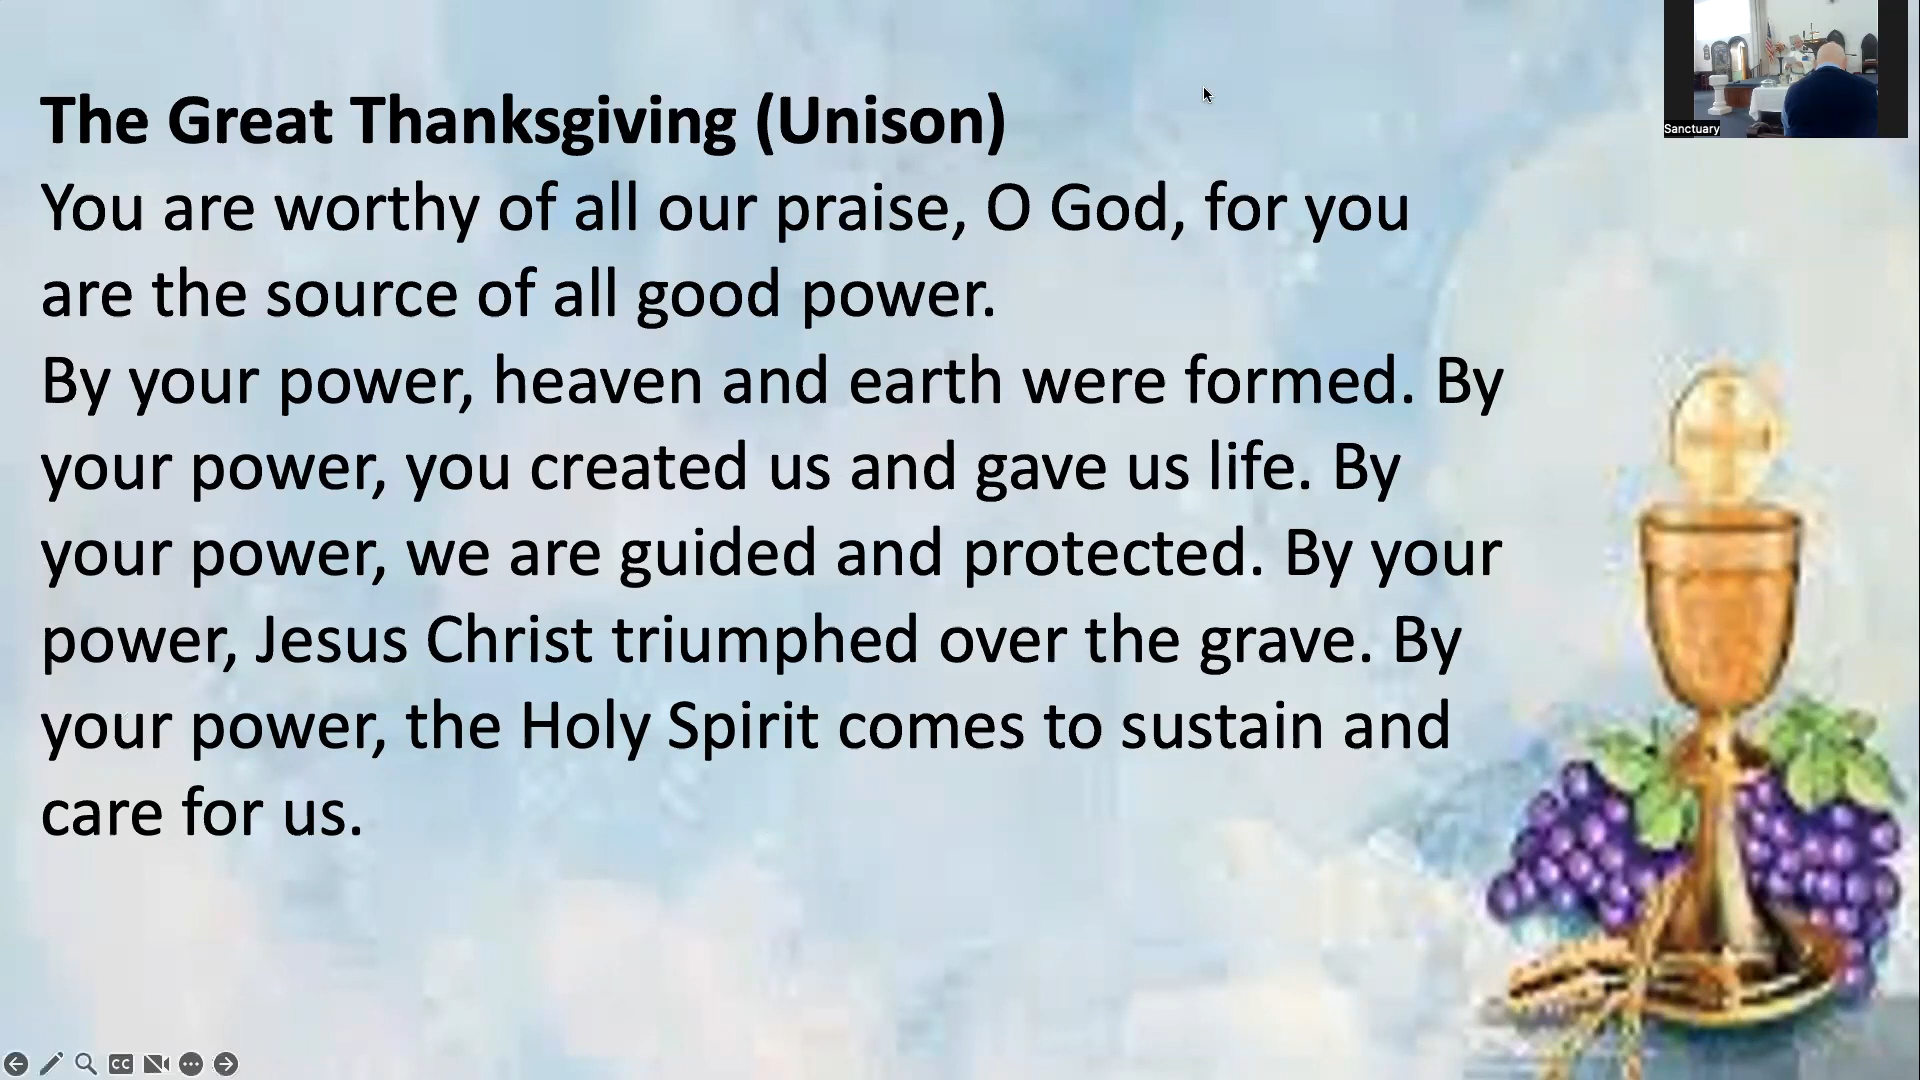 The Great Thanksgiving (Unison)
You are worthy of all our praise, O God, for you
are the source of all good power.
By your power, heaven and earth were formed. By
your power, you created us and gave us life. By
your power, we are guided and protected. By your
power, Jesus Christ triumphed over the grave. By
your power, the Holy Spirit comes to sustain and
care for us.
Sanctuary
CC